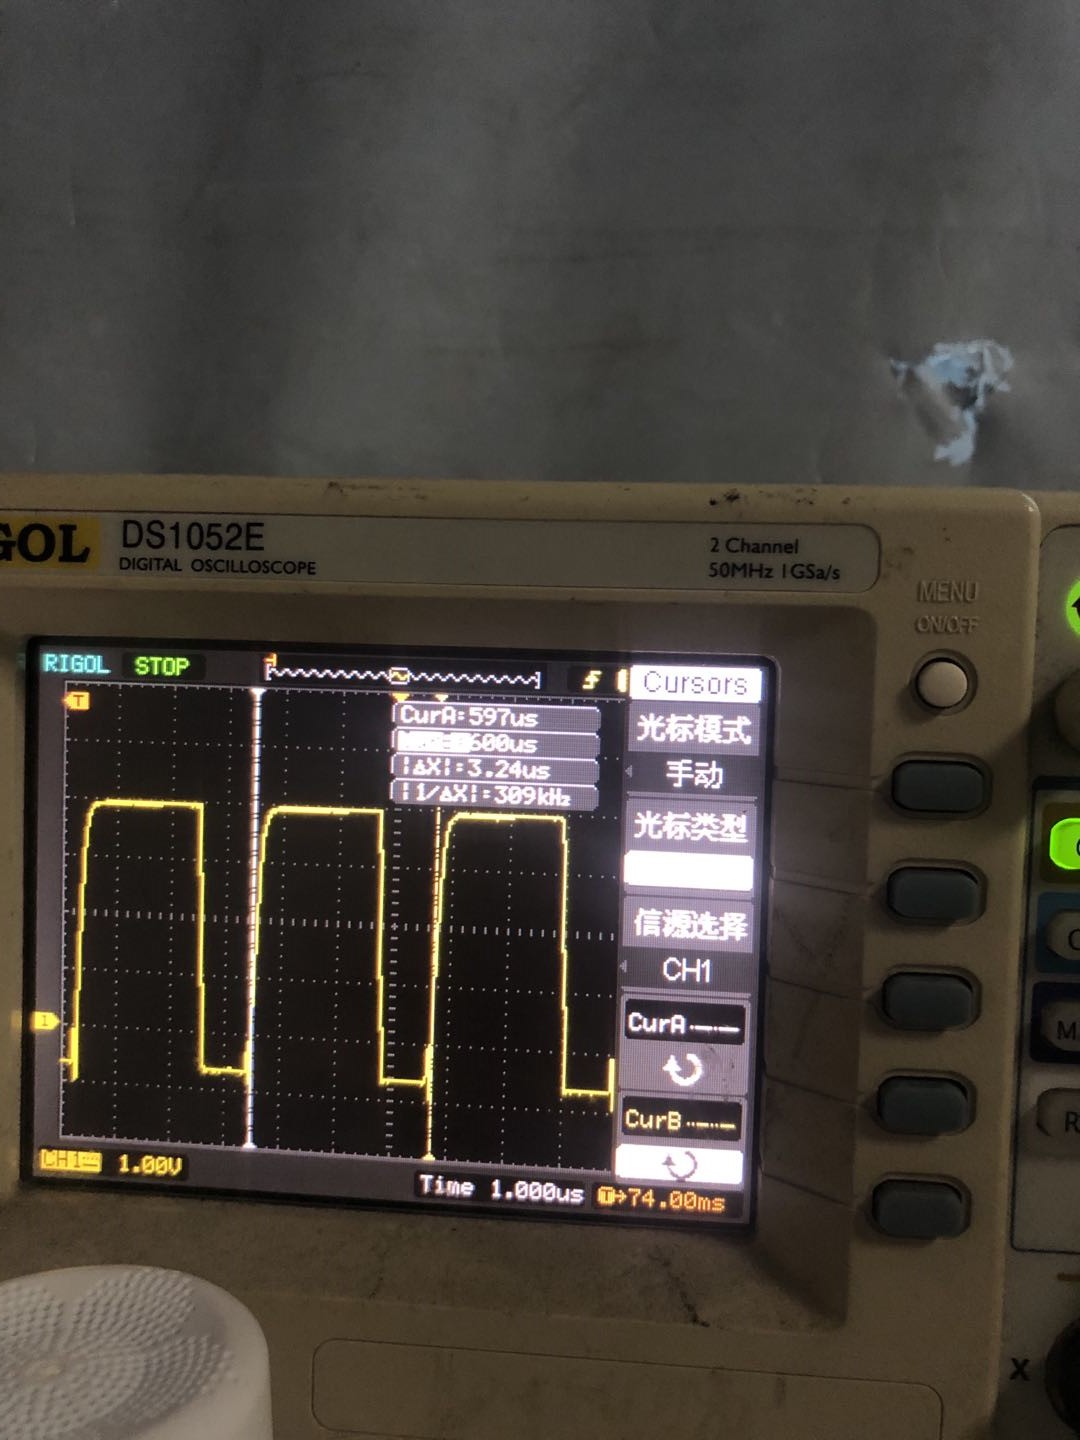 GOL DS1052E
DIGITAL OSCILLOSCOPE
2 Channel
50MHz 1GSa/s
MENU
ON/OFF
RIGOL STOP
T
Cursors
CurA: 597us
600us
|ΔX|: 3.24us
|1/ΔX|: 309kHz
光标模式
手动
光标类型
信源选择
CH1
CurA
CurB
1
CH1 1.00V
Time 1.000us T→74.00ms
C
M
R
X